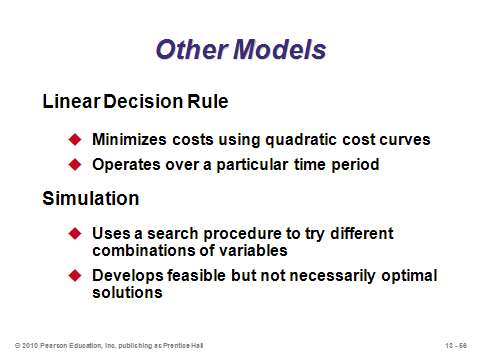 Other Models
Linear Decision Rule
Minimizes costs using quadratic cost curves
Operates over a particular time period
Simulation
Uses a search procedure to try different
combinations of variables
Develops feasible but not necessarily optimal
solutions
© 2010 Pearson Education, Inc. publishing as Prentice Hall
13 - 56